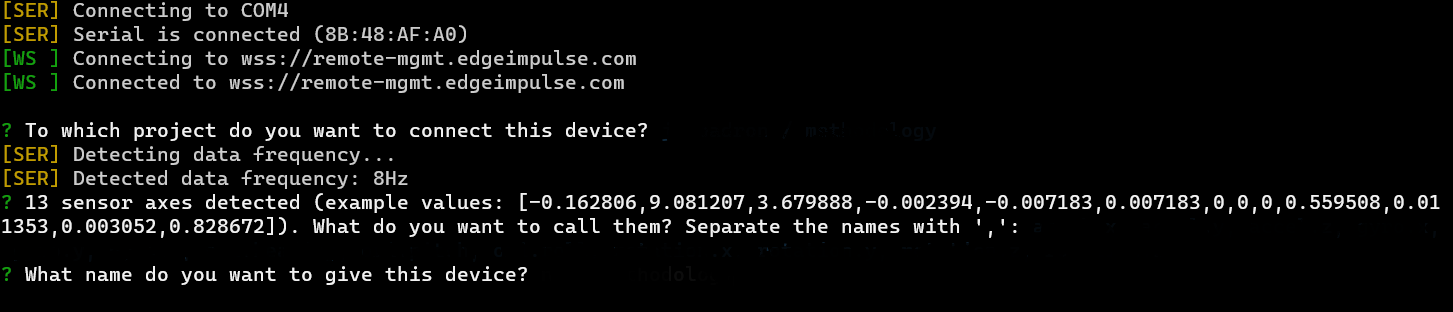 [SER] Connecting to COM4
[SER] Serial is connected (8B:48:AF:A0)
[WS ] Connecting to wss://remote-mgmt.edgeimpulse.com
[WS ] Connected to wss://remote-mgmt.edgeimpulse.com
? To which project do you want to connect this device?
[SER] Detecting data frequency...
[SER] Detected data frequency: 8Hz
? 13 sensor axes detected (example values: [-0.162806,9.081207,3.679888,-0.002394,-0.007183,0.007183,0,0,0,0.559508,0.01
1353,0.003052,0.828672]). What do you want to call them? Separate the names with ',':
? What name do you want to give this device?